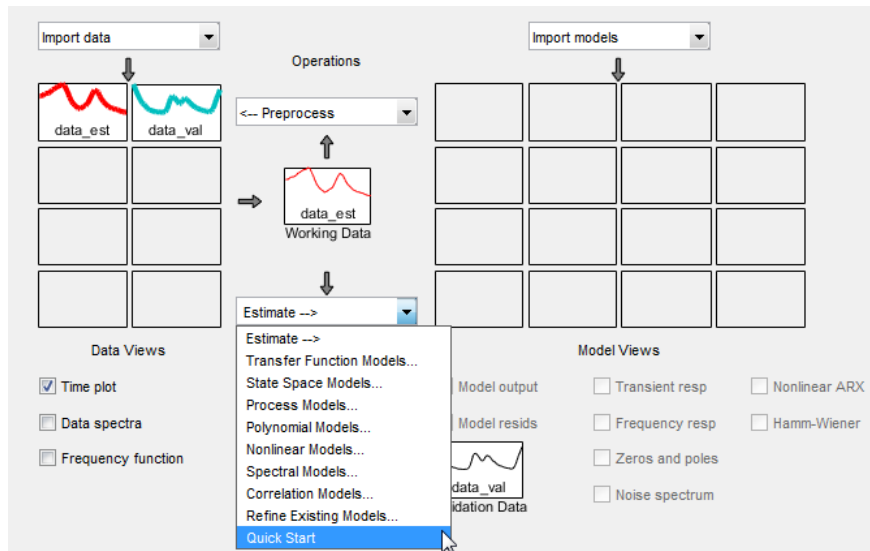 Import data
Import models
Operations
data_est
data_val
<-- Preprocess
data_est
Working Data
Estimate -->
Estimate -->
Transfer Function Models...
State Space Models...
Process Models...
Polynomial Models...
Nonlinear Models...
Spectral Models...
Correlation Models...
Refine Existing Models...
Quick Start
Data Views
Time plot
Data spectra
Frequency function
Model Views
Model output
Transient resp
Nonlinear ARX
Model resids
Frequency resp
Hamm-Wiener
Zeros and poles
data_val
idation Data
Noise spectrum